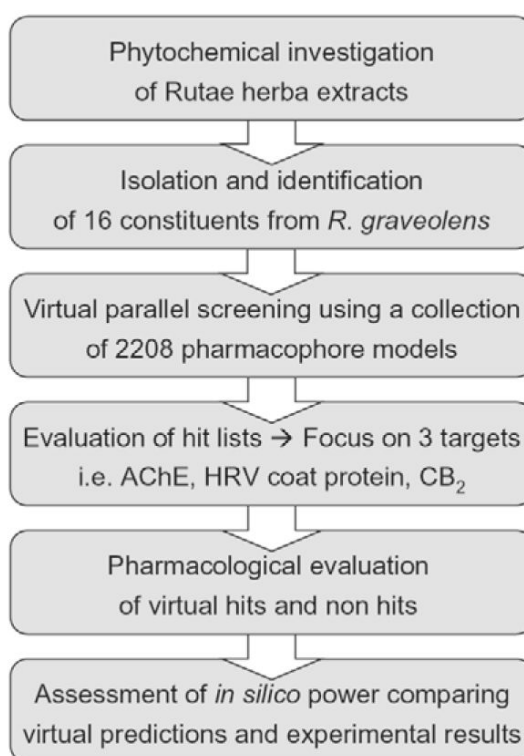 Phytochemical investigation
of Rutae herba extracts
Isolation and identification
of 16 constituents from R. graveolens
Virtual parallel screening using a collection
of 2208 pharmacophore models
Evaluation of hit lists → Focus on 3 targets
i.e. AChE, HRV coat protein, CB₂
Pharmacological evaluation
of virtual hits and non hits
Assessment of in silico power comparing
virtual predictions and experimental results